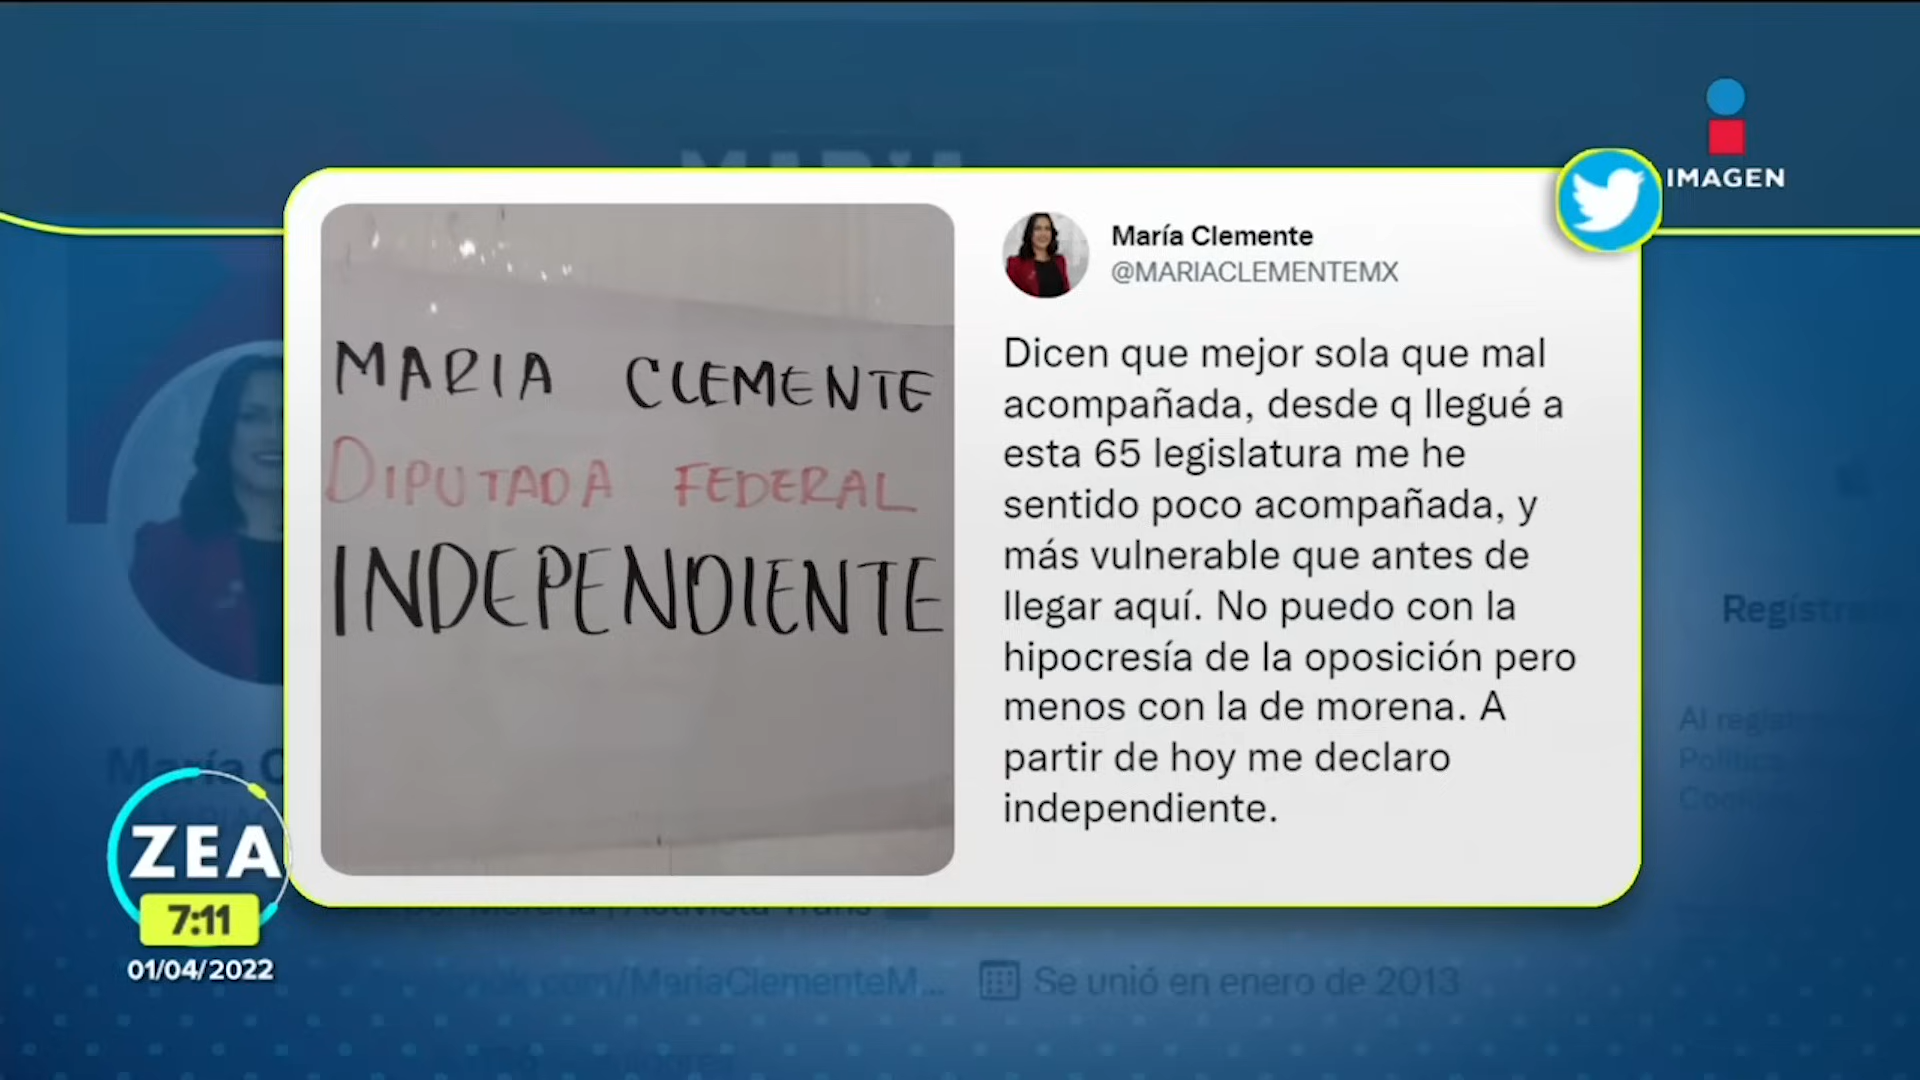 IMAGEN
MARIA CLEMENTE
DIPUTADA FEDERAL
INDEPENDIENTE
María Clemente
@MARIACLEMENTEMX
Dicen que mejor sola que mal
acompañada, desde q llegué a
esta 65 legislatura me he
sentido poco acompañada, y
más vulnerable que antes de
llegar aquí. No puedo con la
hipocresía de la oposición pero
menos con la de morena. A
partir de hoy me declaro
independiente.
María C
ZEA
7:11
01/04/2022
.com/MariaClementeM...
Se unió en enero de 2013